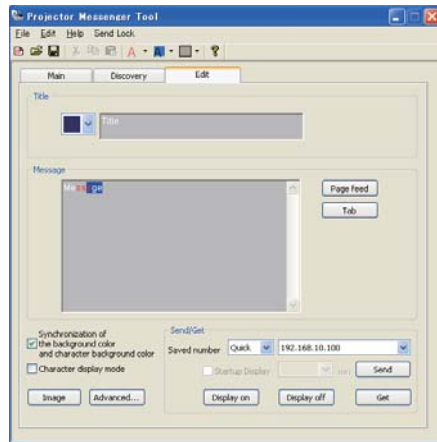 Projector Messenger Tool
File Edit Help Send Lock
A
Main Discovery Edit
Title
Title
Message
Message
Page feed
Tab
Synchronization of
the background color
and character background color
Character display mode
Image Advanced...
Send/Get
Saved number Quick 192.168.10.100
Startup Display Send
Display on Display off Get